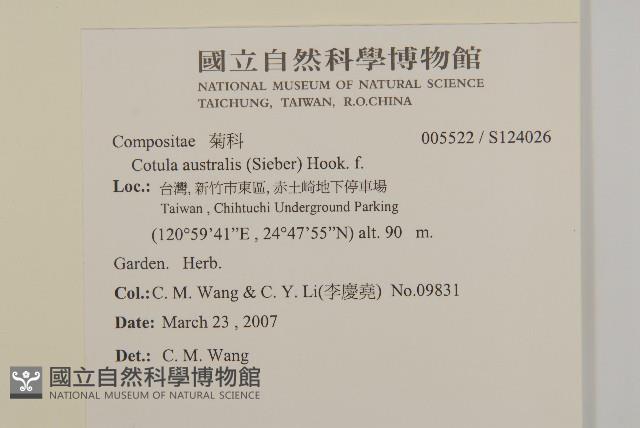 國立自然科學博物館
NATIONAL MUSEUM OF NATURAL SCIENCE
TAICHUNG, TAIWAN, R.O.CHINA
Compositae 菊科 005522 / S124026
Cotula australis (Sieber) Hook. f.
Loc.: 台灣, 新竹市東區, 赤土崎地下停車場
Taiwan , Chihtuchi Underground Parking
(120°59’41”E , 24°47’55”N) alt. 90 m.
Garden. Herb.
Col.: C. M. Wang & C. Y. Li(李慶堯) No.09831
Date: March 23 , 2007
Det.: C. M. Wang
國立自然科學博物館
NATIONAL MUSEUM OF NATURAL SCIENCE